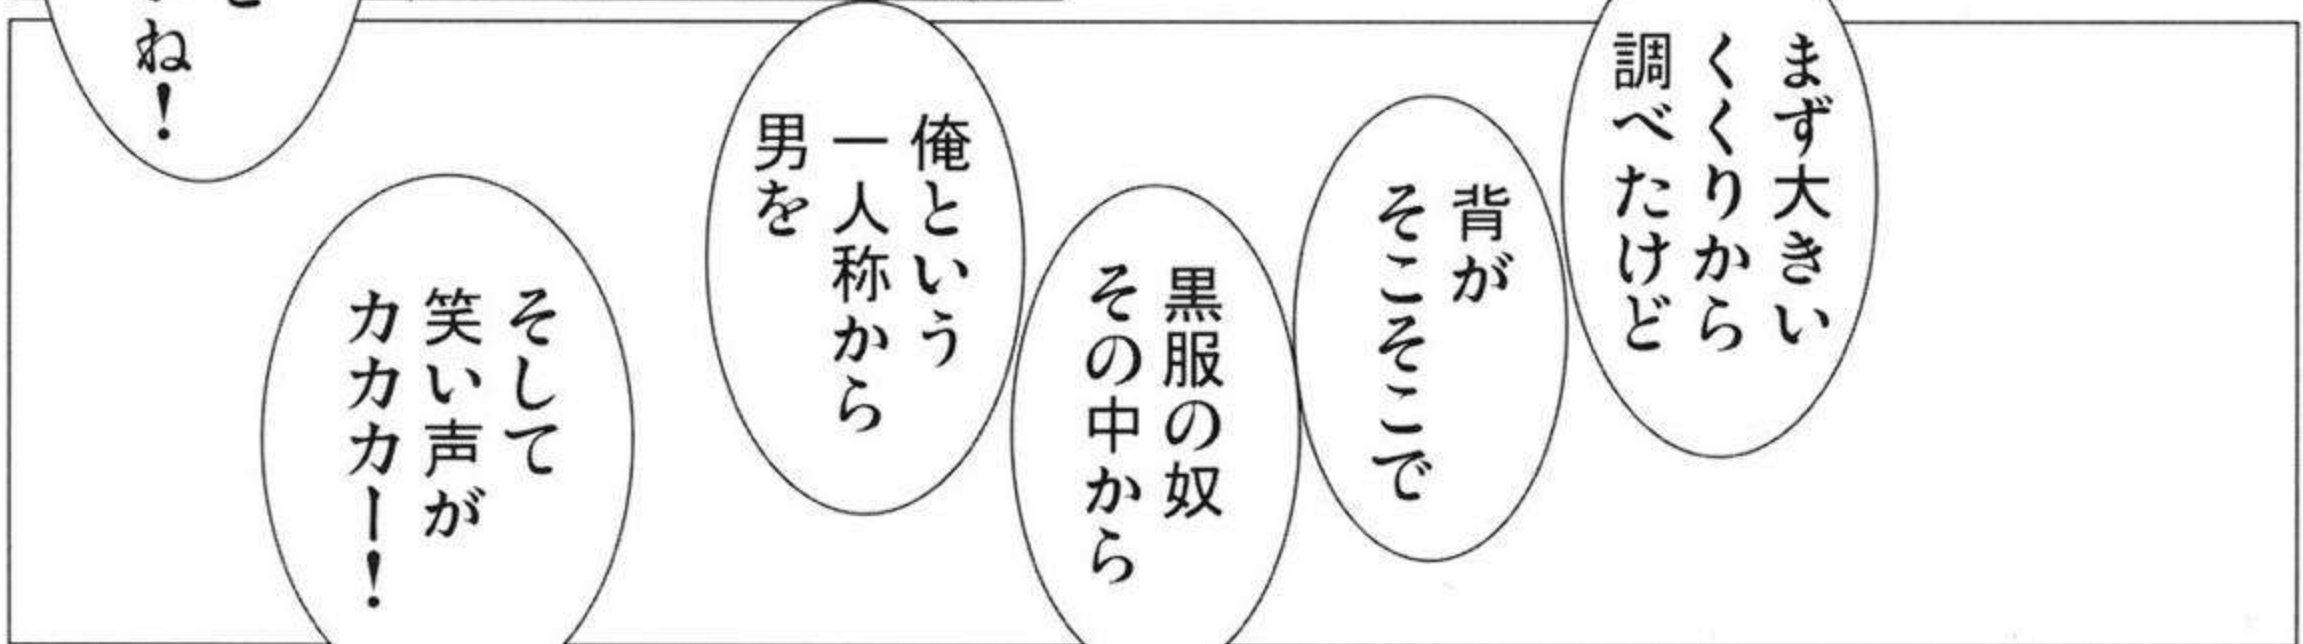 まず大きい
くくりから
調べたけど
背が
そこそこで
黒服の奴
その中から
俺という
一人称から
男を
そして
笑い声が
カカカー！
ね！